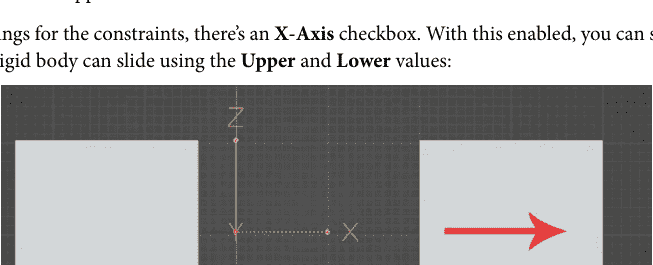 ngs for the constraints, there's an X-Axis checkbox. With this enabled, you can s
igid body can slide using the Upper and Lower values:
Z
Y
X